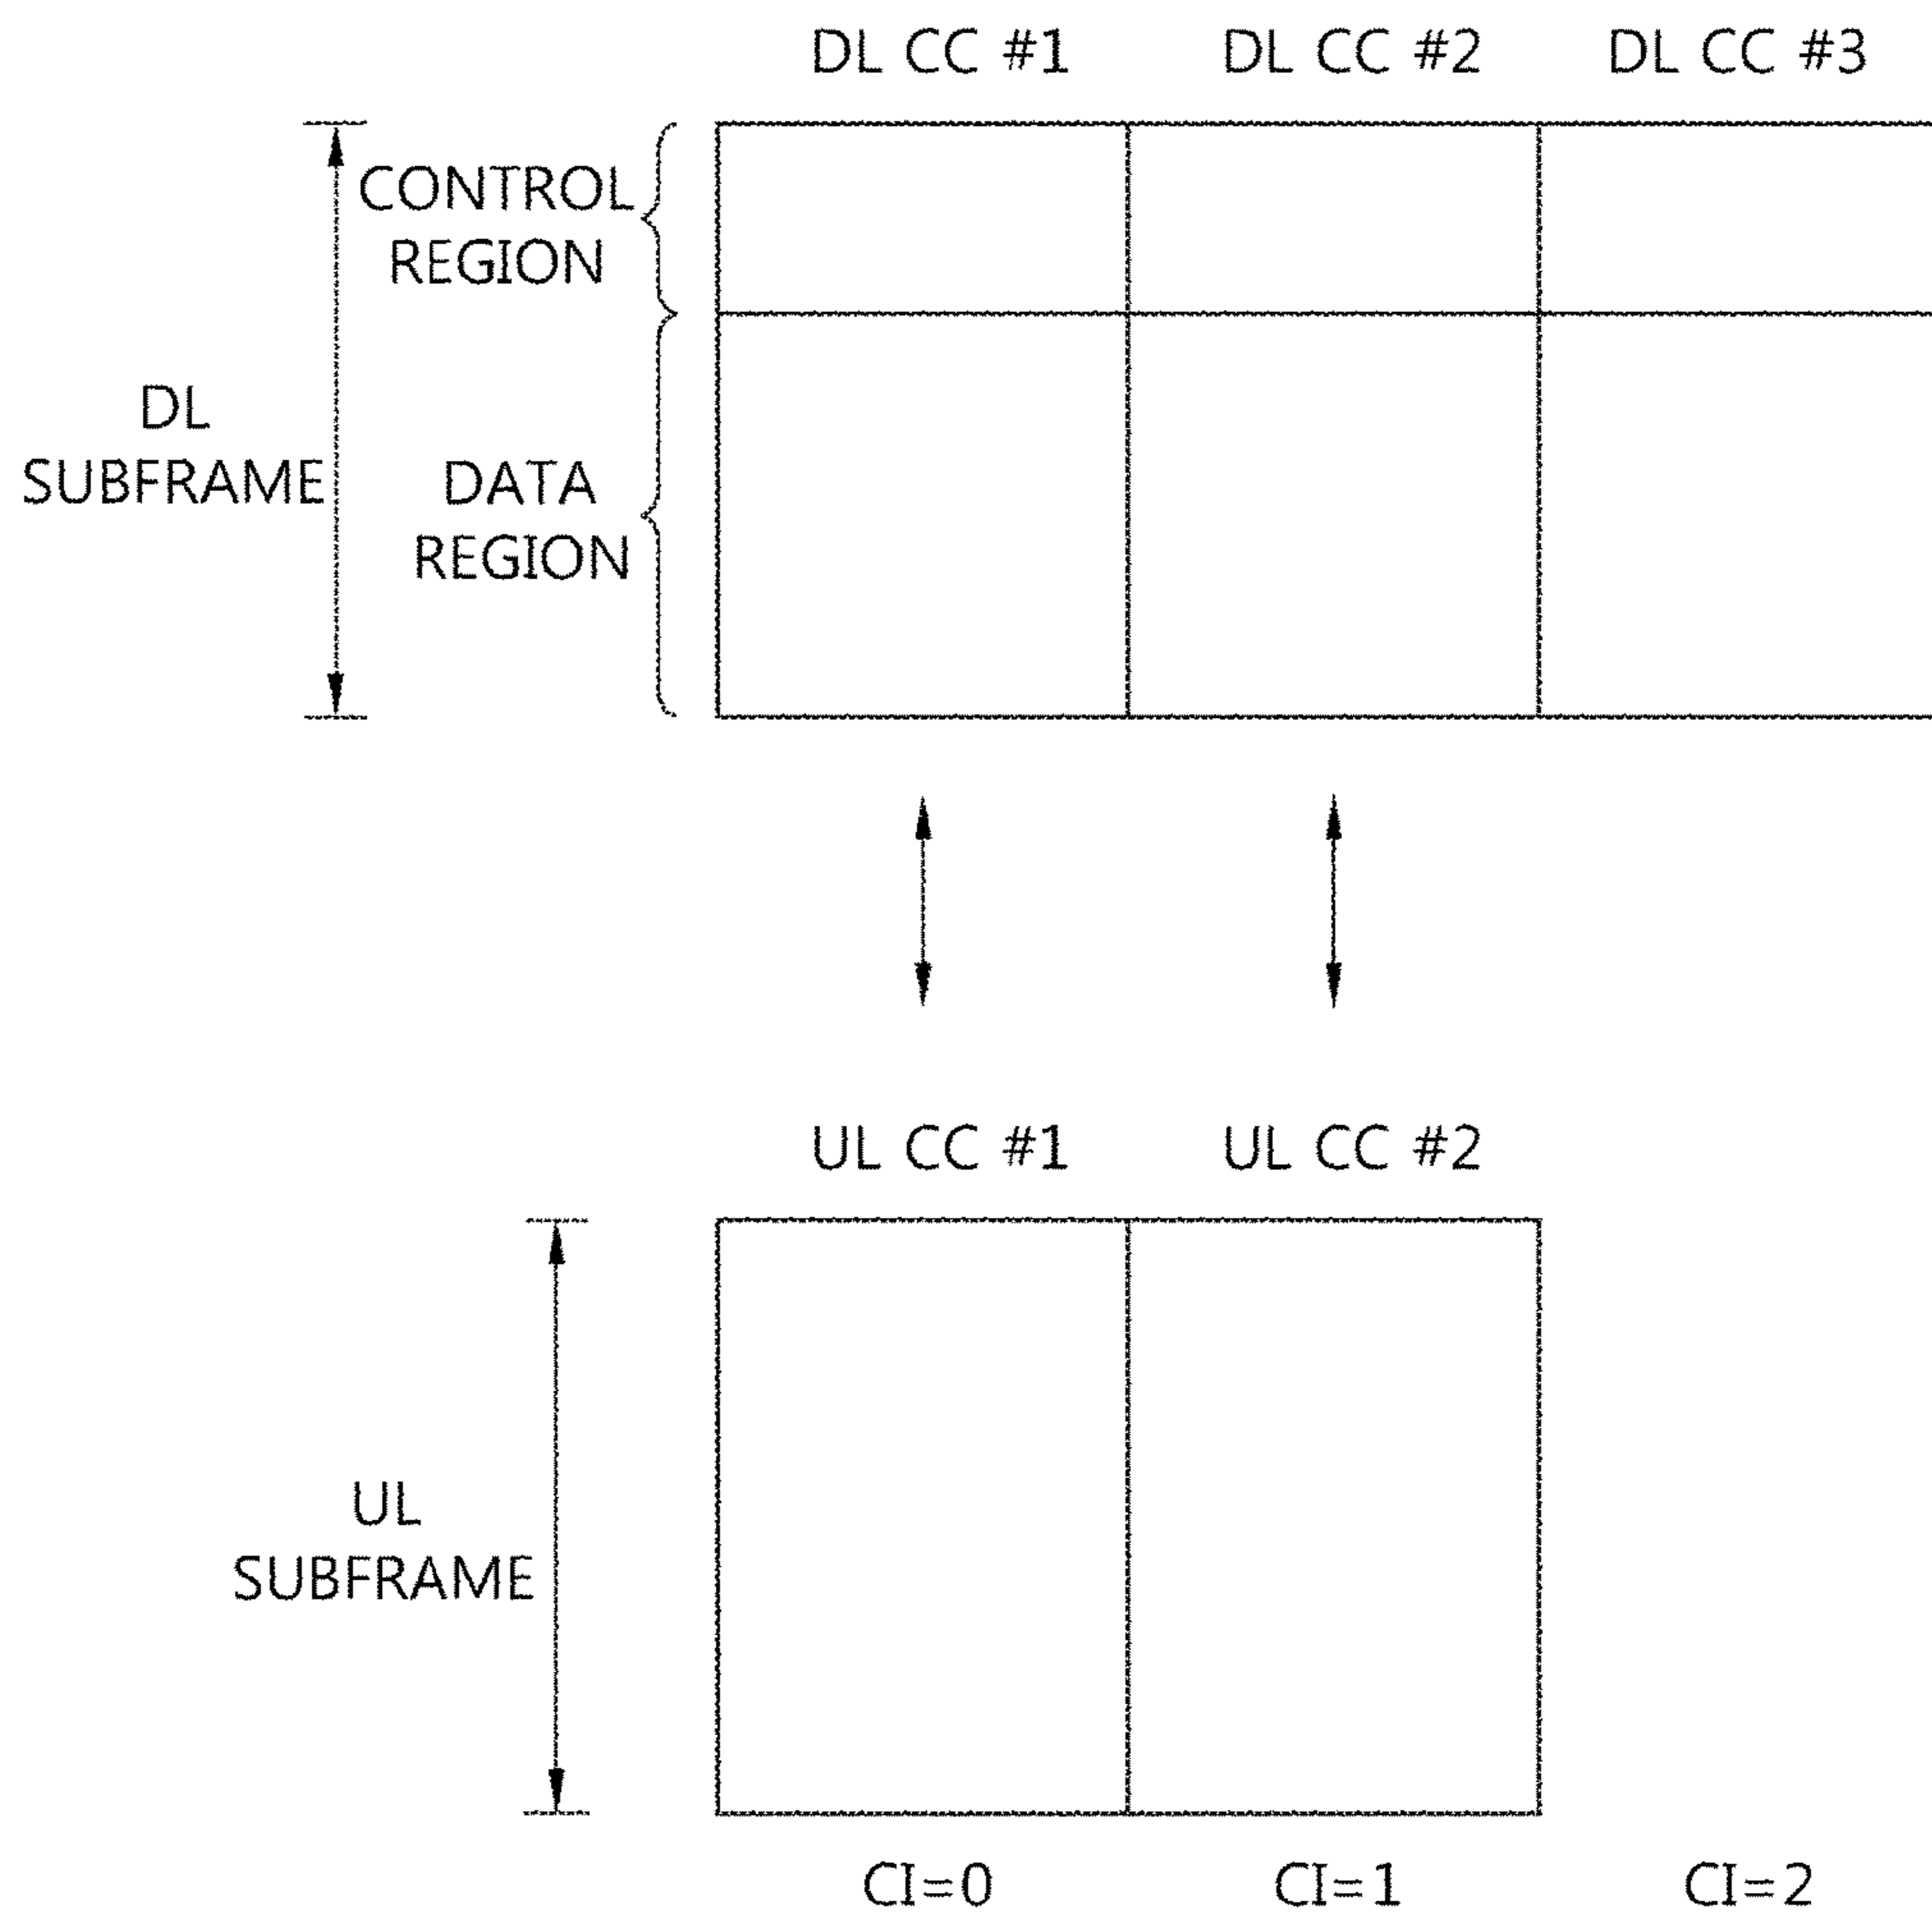 DL CC #1 DL CC #2 DL CC #3
CONTROL
REGION
DL
SUBFRAME
DATA
REGION
UL CC #1 UL CC #2
UL
SUBFRAME
CI=0 CI=1 CI=2